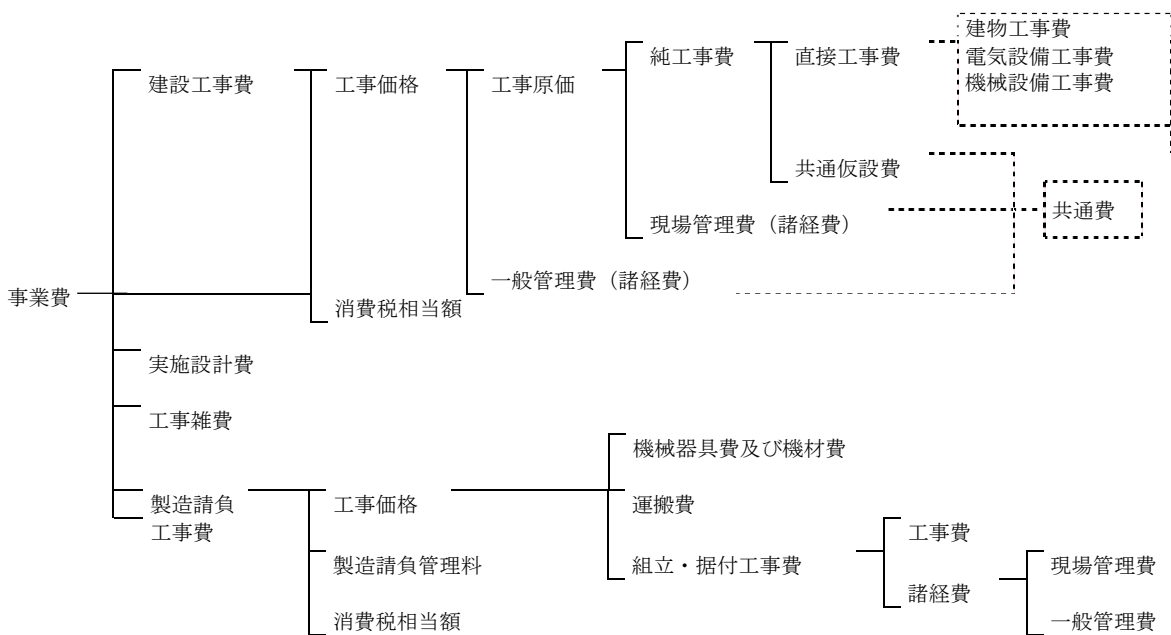 建物工事費
純工事費
直接工事費
電気設備工事費
建設工事費
工事価格
工事原価
機械設備工事費
共通仮設費
共通費
現場管理費（諸経費）
一般管理費（諸経費）
事業費
消費税相当額
実施設計費
工事雑費
機械器具費及び機材費
製造請負
工事費
工事価格
運搬費
工事費
製造請負管理料
組立・据付工事費
現場管理費
諸経費
消費税相当額
一般管理費